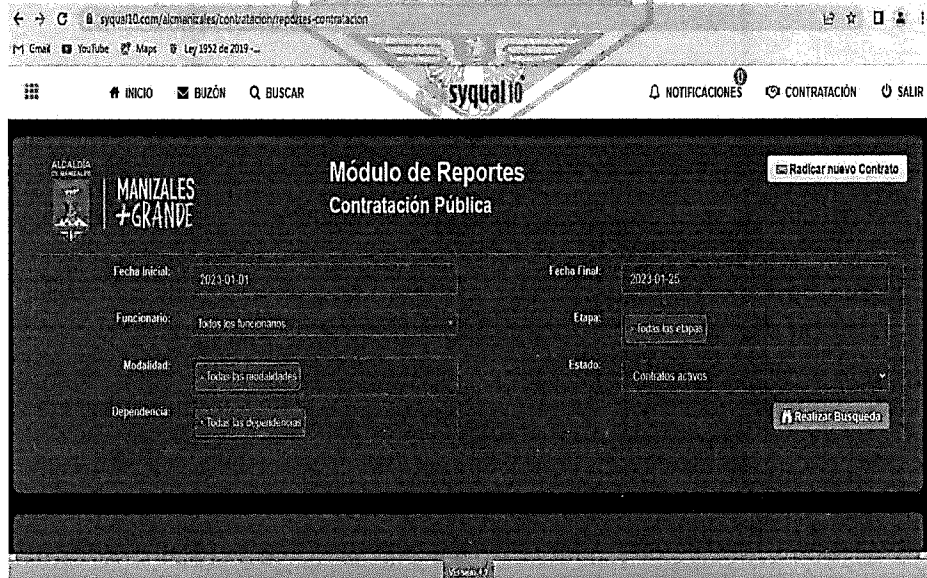 syqual10.com/alcmanizales/contratacion/reportes-contratacion
Gmail YouTube Maps Ley 1952 de 2019 -...
INICIO BUZÓN BUSCAR syqual10 0 NOTIFICACIONES CONTRATACIÓN SALIR
ALCALDÍA
DE MANIZALES
MANIZALES
+GRANDE
Módulo de Reportes
Contratación Pública
Radicar nuevo Contrato
Fecha Inicial: 2023-01-01 Fecha Final: 2023-01-25
Funcionario: Todos los funcionarios Etapa: × Todas las etapas
Modalidad: × Todas las modalidades Estado: Contratos activos
Dependencia: × Todas las dependencias Realizar Busqueda